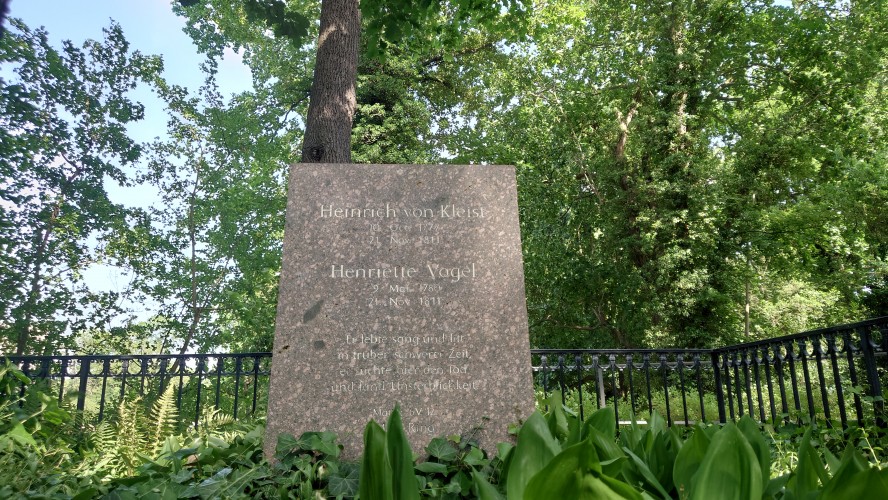 Heinrich von Kleist
21. Nov. 1811
Henriette Vogel
9. Mai 178
21. Nov. 1811
Er lebte sang und litt
in trüber schwerer Zeit,
er suchte hier den Tod
und fand Unsterblichkeit